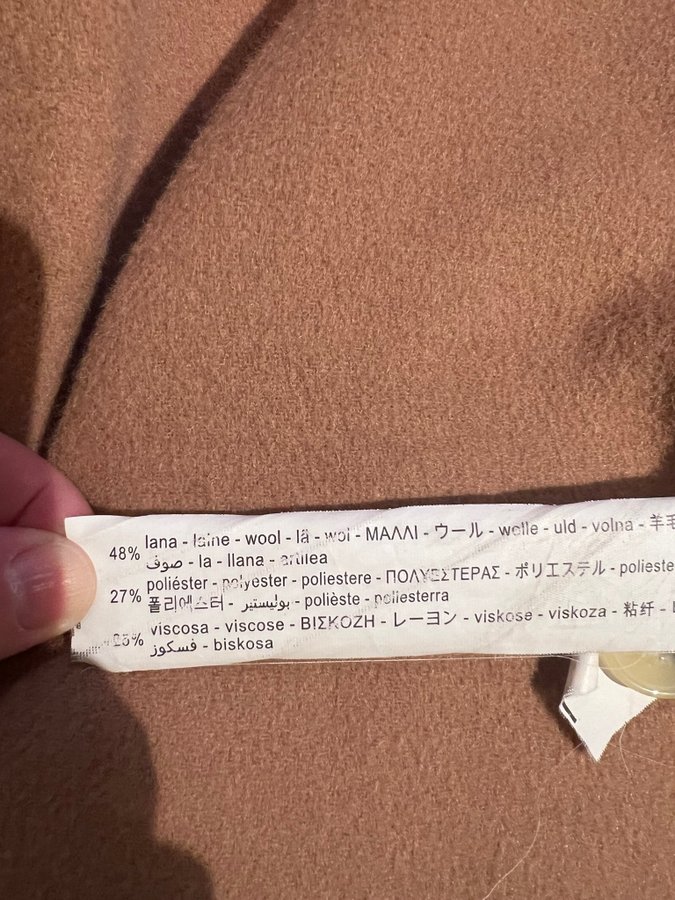 48% lana - laine - wool - lã - wol - ΜΑΛΛΙ - ウール - wolle - uld - volna - 羊毛
صوف - la - llana - artilea
27% poliéster - polyester - poliestere - ΠΟΛΥΕΣΤΕΡΑΣ - ポリエステル
폴리에스터 - بوليستير - polièste - poliesterra
25% viscosa - viscose - ΒΙΣΚΟΖΗ - レーヨン - viskose - viskoza - 粘纤
فسكوز - biskosa